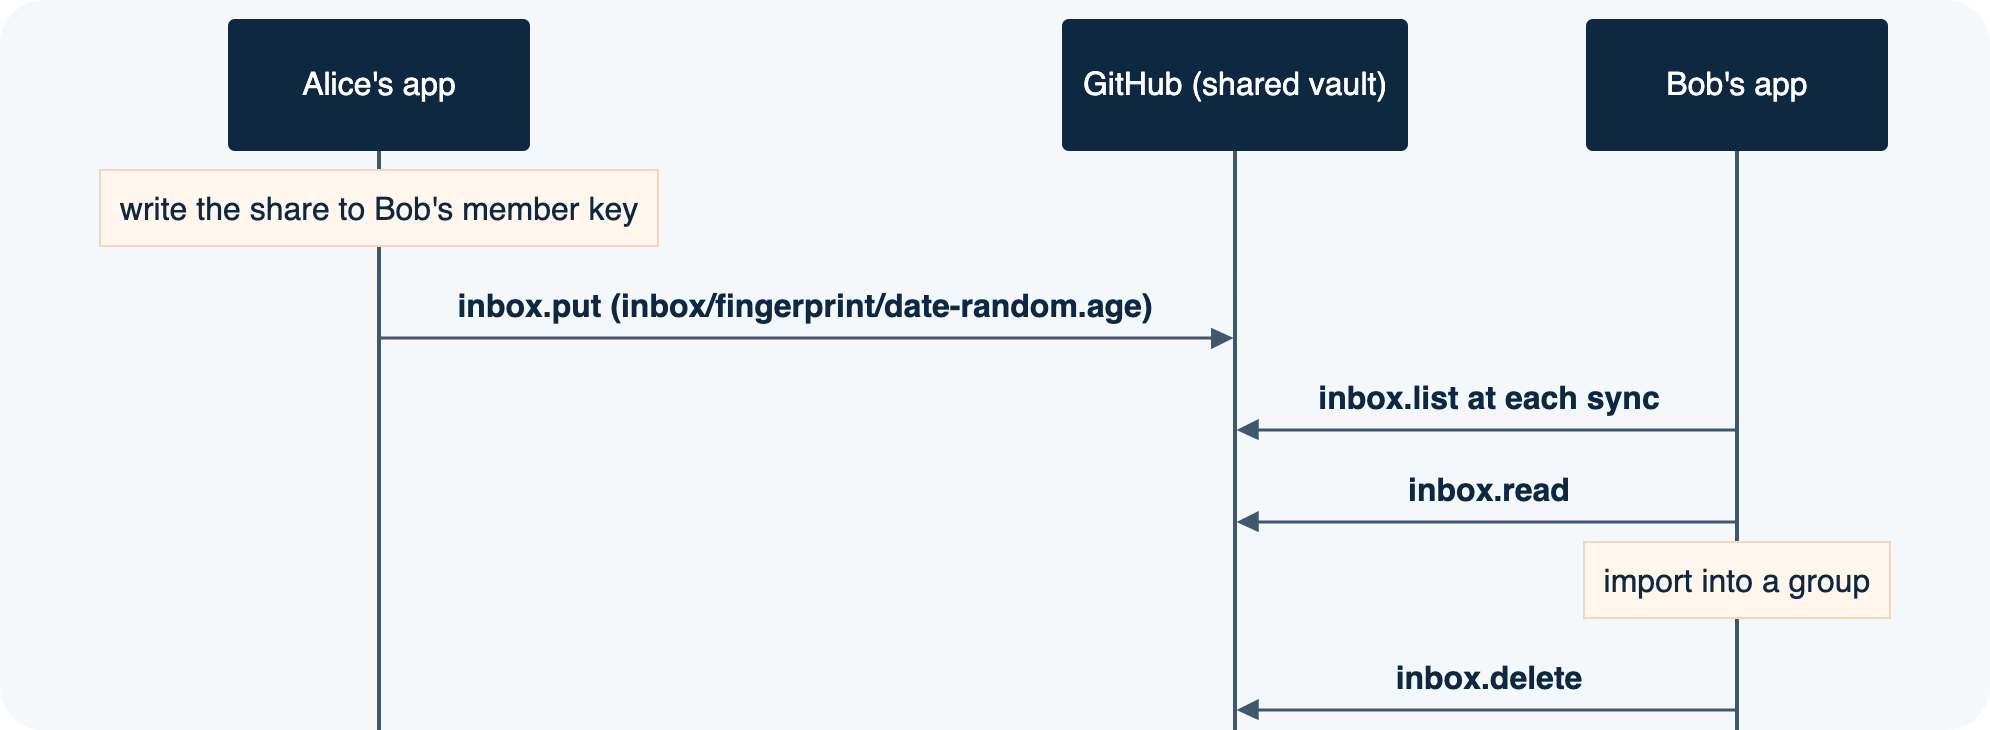 Alice's app
GitHub (shared vault)
Bob's app
write the share to Bob's member key
inbox.put (inbox/fingerprint/date-random.age)
inbox.list at each sync
inbox.read
import into a group
inbox.delete